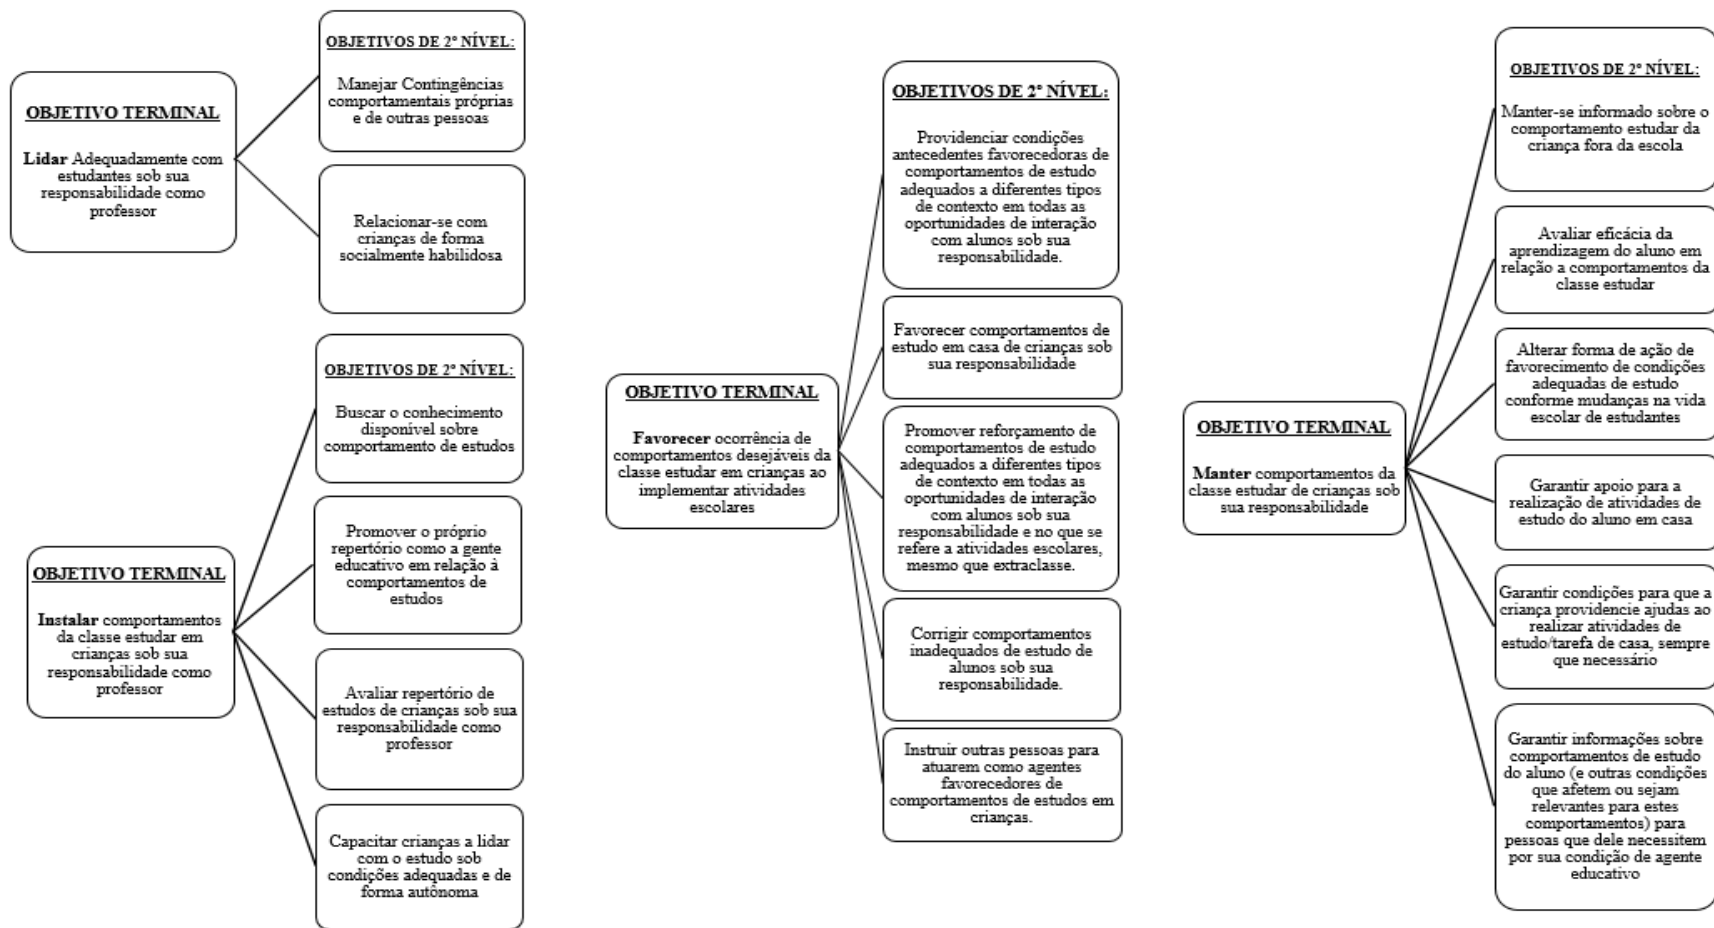 OBJETIVO TERMINAL
Lidar Adequadamente com
estudantes sob sua
responsabilidade como
professor
OBJETIVOS DE 2º NÍVEL:
Manejar Contingências
comportamentais próprias
e de outras pessoas
Relacionar-se com
crianças de forma
socialmente habilidosa
OBJETIVO TERMINAL
Instalar comportamentos
da classe estudar em
crianças sob sua
responsabilidade como
professor
OBJETIVOS DE 2º NÍVEL:
Buscar o conhecimento
disponível sobre
comportamento de estudos
Promover o próprio
repertório como a gente
educativo em relação à
comportamentos de
estudos
Avaliar repertório de
estudos de crianças sob sua
responsabilidade como
professor
Capacitar crianças a lidar
com o estudo sob
condições adequadas e de
forma autônoma
OBJETIVO TERMINAL
Favorecer ocorrência de
comportamentos desejáveis da
classe estudar em crianças ao
implementar atividades
escolares
OBJETIVOS DE 2º NÍVEL:
Providenciar condições
antecedentes favorecedoras de
comportamentos de estudo
adequados a diferentes tipos
de contexto em todas as
oportunidades de interação
com alunos sob sua
responsabilidade.
Favorecer comportamentos de
estudo em casa de crianças sob
sua responsabilidade
Promover reforçamento de
comportamentos de estudo
adequados a diferentes tipos
de contexto em todas as
oportunidades de interação
com alunos sob sua
responsabilidade e no que se
refere a atividades escolares,
mesmo que extraclasse.
Corrigir comportamentos
inadequados de estudo de
alunos sob sua
responsabilidade.
Instruir outras pessoas para
atuarem como agentes
favorecedores de
comportamentos de estudos em
crianças.
OBJETIVO TERMINAL
Manter comportamentos da
classe estudar de crianças sob
sua responsabilidade
OBJETIVOS DE 2º NÍVEL:
Manter-se informado sobre o
comportamento estudar da
criança fora da escola
Avaliar eficácia da
aprendizagem do aluno em
relação a comportamentos da
classe estudar
Alterar forma de ação de
favorecimento de condições
adequadas de estudo
conforme mudanças na vida
escolar de estudantes
Garantir apoio para a
realização de atividades de
estudo do aluno em casa
Garantir condições para que a
criança providencie ajudas ao
realizar atividades de
estudo/tarefa de casa, sempre
que necessário
Garantir informações sobre
comportamentos de estudo
do aluno (e outras condições
que afetem ou sejam
relevantes para estes
comportamentos) para
pessoas que dele necessitem
por sua condição de agente
educativo